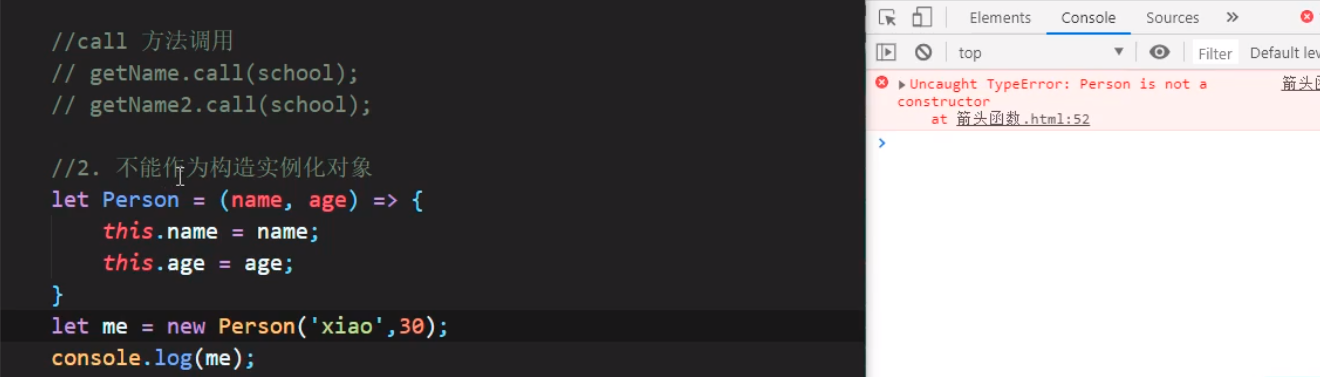 //call 方法调用
// getName.call(school);
// getName2.call(school);
//2. 不能作为构造实例化对象
let Person = (name, age) => {
this.name = name;
this.age = age;
}
let me = new Person('xiao',30);
console.log(me);
Elements Console Sources »
top Filter Default lev
Uncaught TypeError: Person is not a 箭头函
constructor
at 箭头函数.html:52